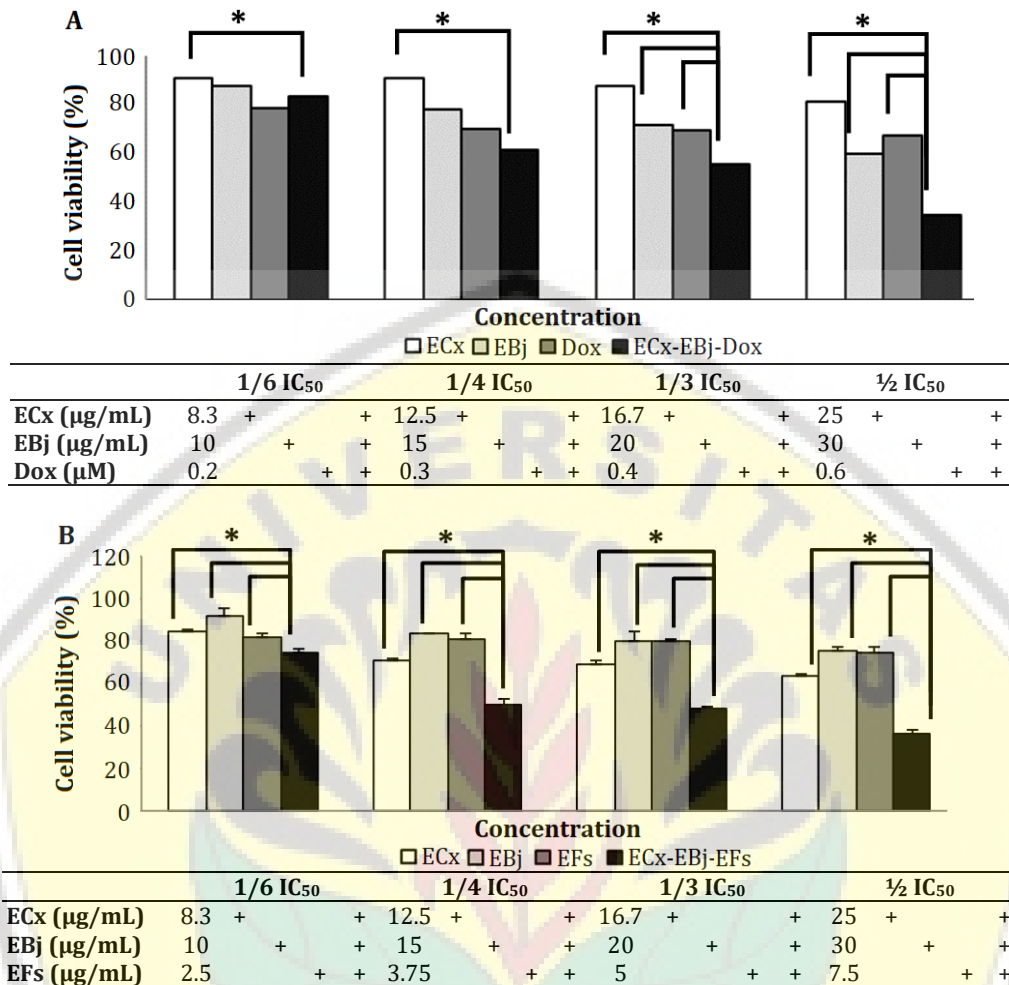 A
* * * *
Cell viability (%)
100
80
60
40
20
0
Concentration
ECx EBj Dox ECx-EBj-Dox
1/6 IC₅₀ 1/4 IC₅₀ 1/3 IC₅₀ ½ IC₅₀
ECx (µg/mL) 8.3 + + 12.5 + + 16.7 + + 25 + +
EBj (µg/mL) 10 + + 15 + + 20 + + 30 + +
Dox (µM) 0.2 + + 0.3 + + 0.4 + + 0.6 + +
UNIVERSITAS
B
* * * *
Cell viability (%)
120
100
80
60
40
20
0
Concentration
ECx EBj EFs ECx-EBj-EFs
1/6 IC₅₀ 1/4 IC₅₀ 1/3 IC₅₀ ½ IC₅₀
ECx (µg/mL) 8.3 + + 12.5 + + 16.7 + + 25 + +
EBj (µg/mL) 10 + + 15 + + 20 + + 30 + +
EFs (µg/mL) 2.5 + + 3.75 + + 5 + + 7.5 + +